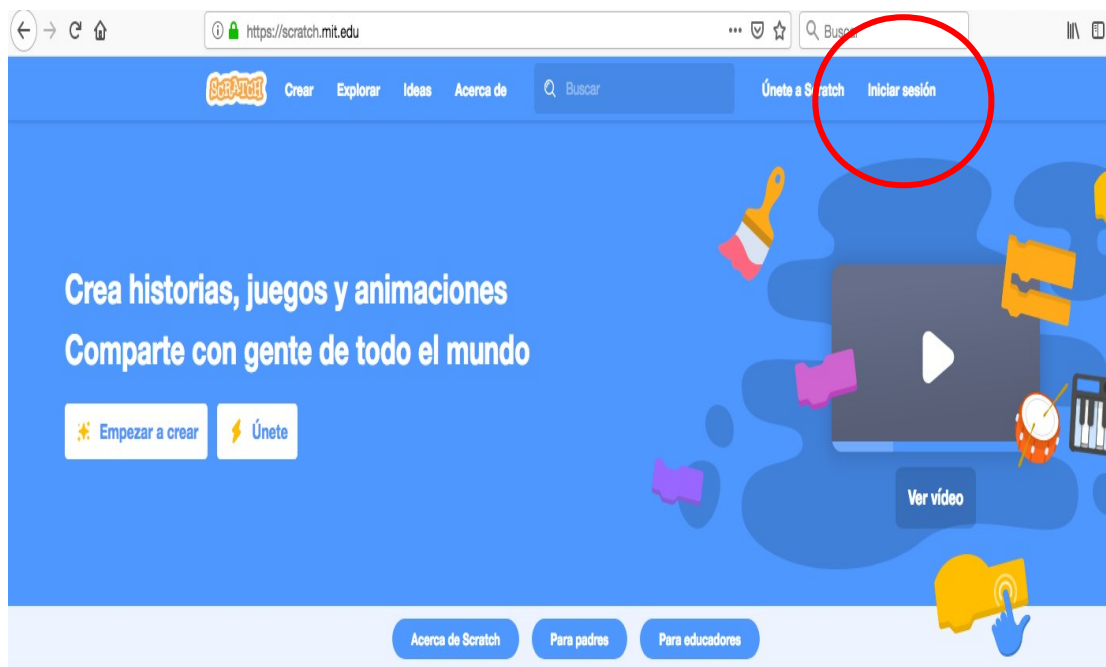 https://scratch.mit.edu
Buscar
SCRATCH Crear Explorar Ideas Acerca de Buscar Únete a Scratch Iniciar sesión
Crea historias, juegos y animaciones
Comparte con gente de todo el mundo
Empezar a crear Únete
Ver vídeo
Acerca de Scratch Para padres Para educadores